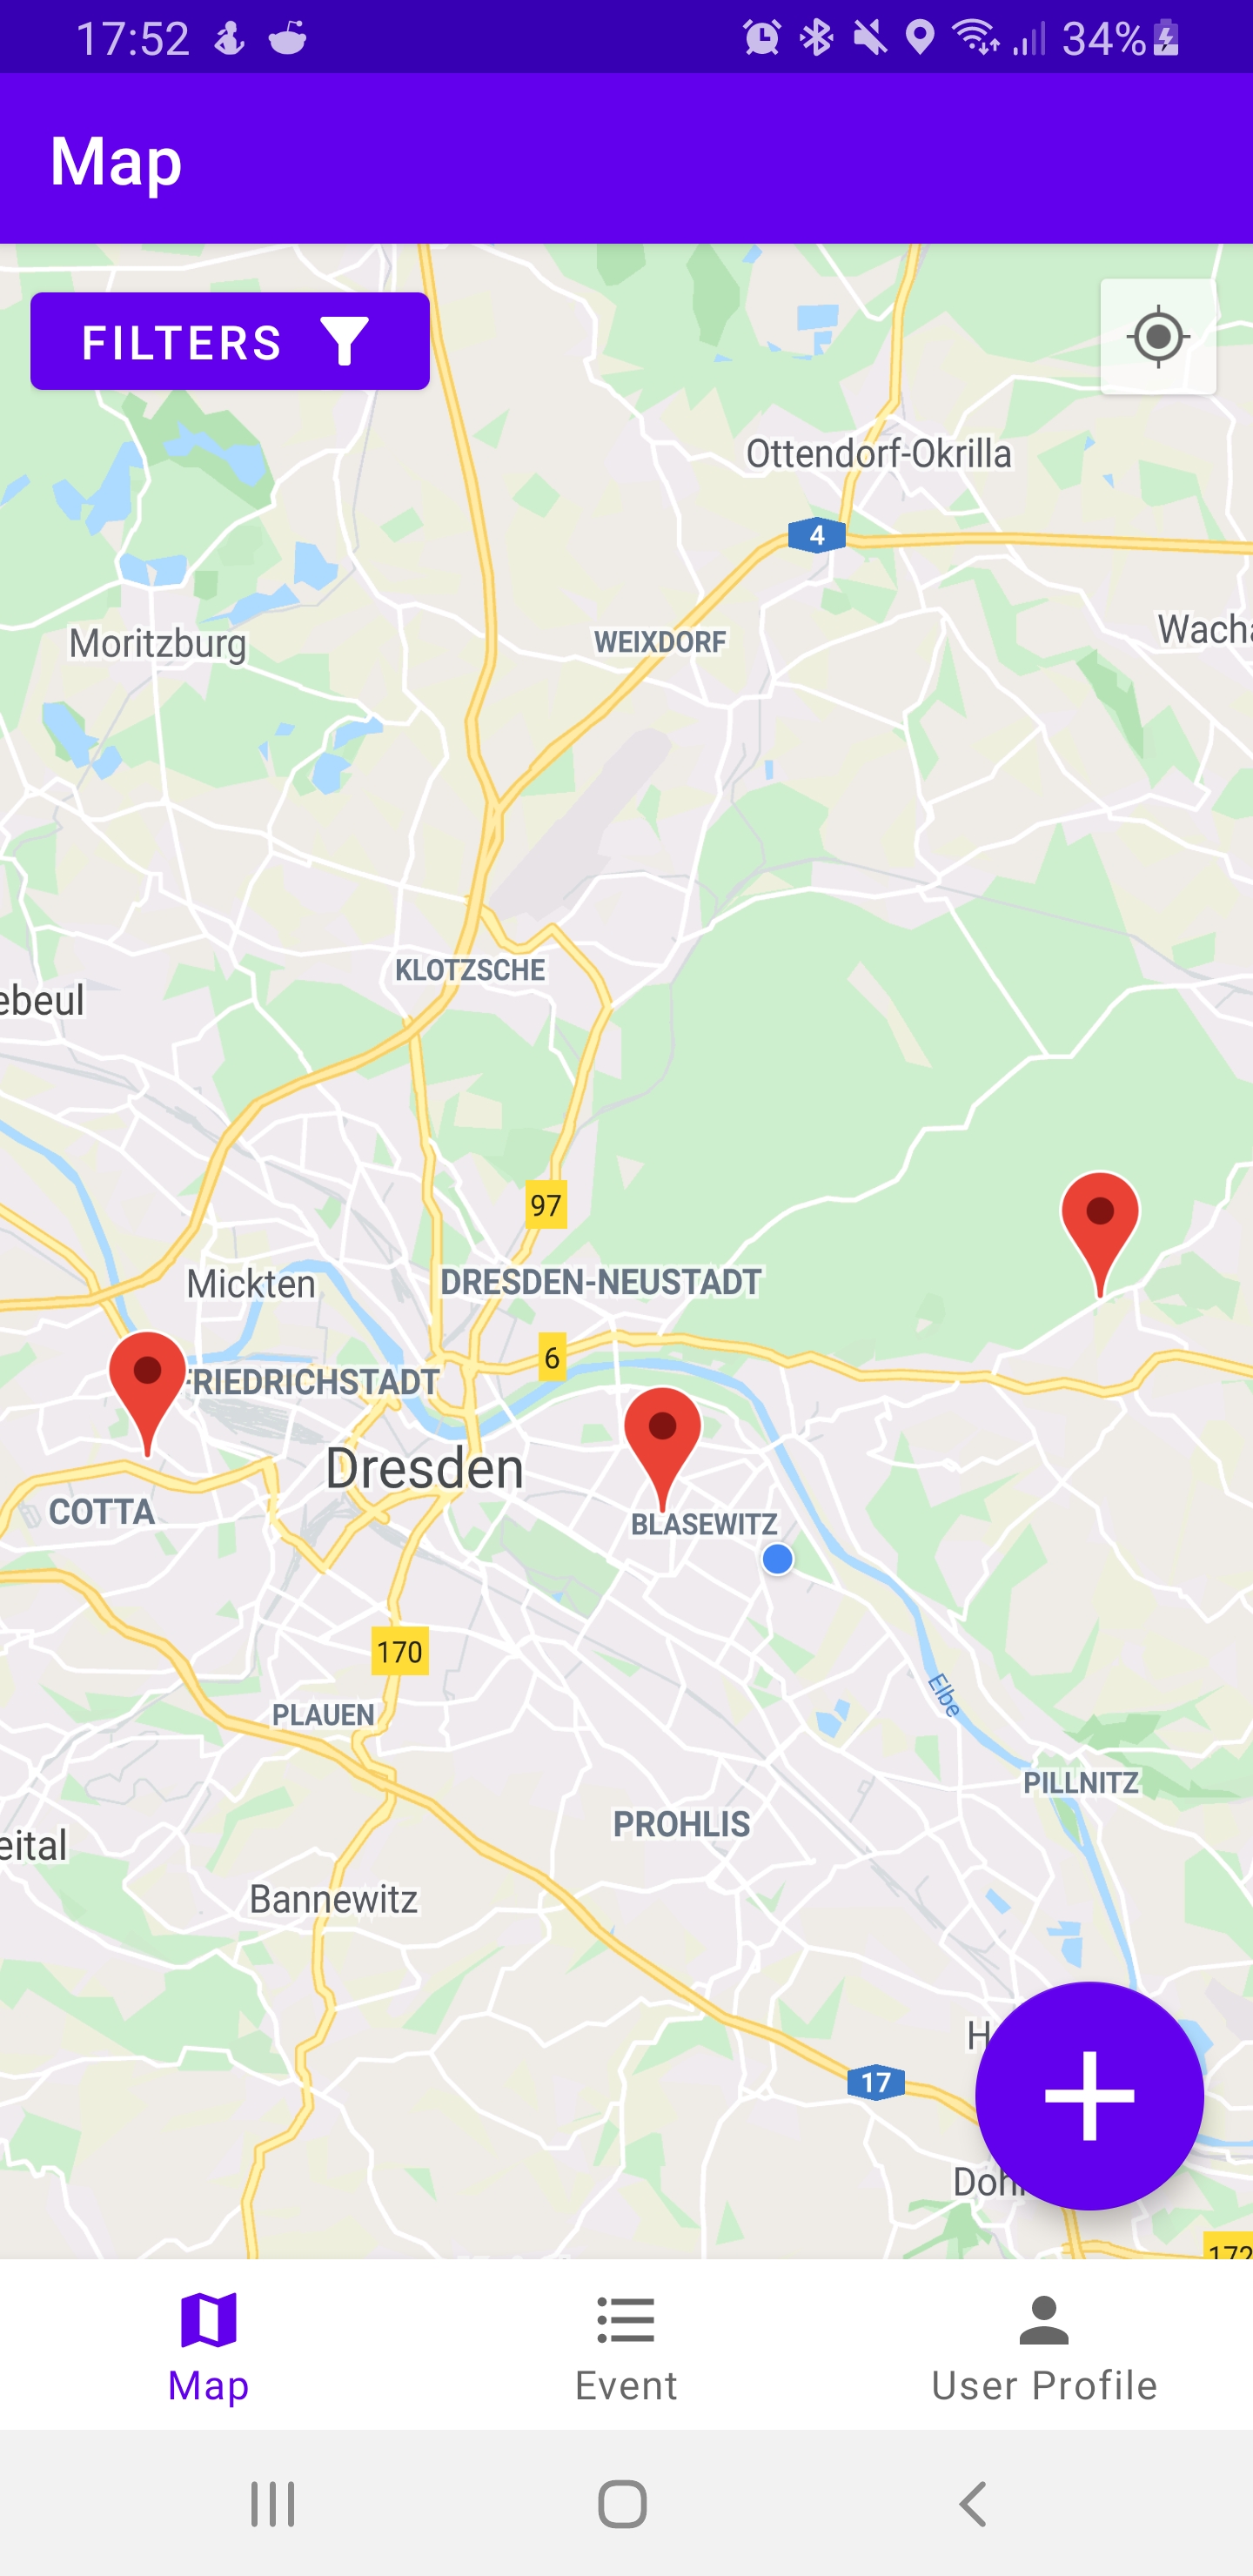 17:52 34%
Map
FILTERS
Ottendorf-Okrilla
4
Wacha
WEIXDORF
Moritzburg
KLOTZSCHE
ebeul
97
Mickten
DRESDEN-NEUSTADT
6
FRIEDRICHSTADT
Dresden
COTTA
BLASEWITZ
170
Elbe
PLAUEN
PILLNITZ
PROHLIS
eital
Bannewitz
H
17
Doh
172
Map Event User Profile